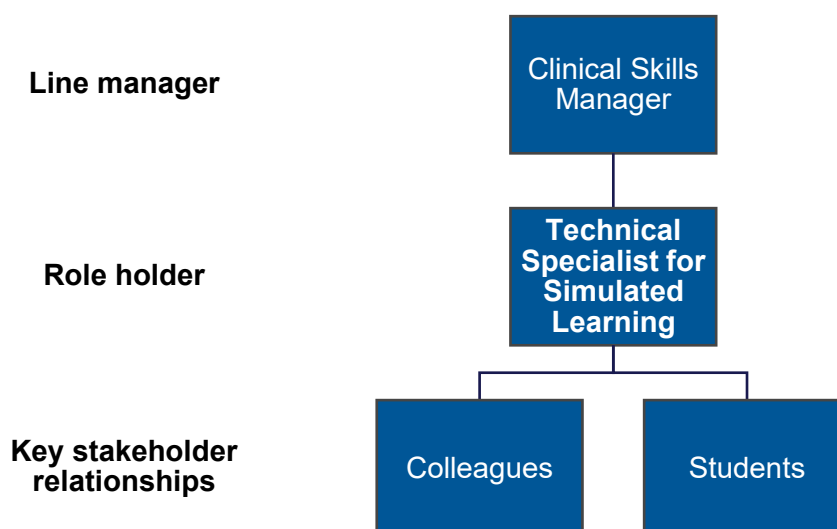 Line manager
Clinical Skills
Manager
Role holder
Technical
Specialist for
Simulated
Learning
Key stakeholder
relationships
Colleagues
Students